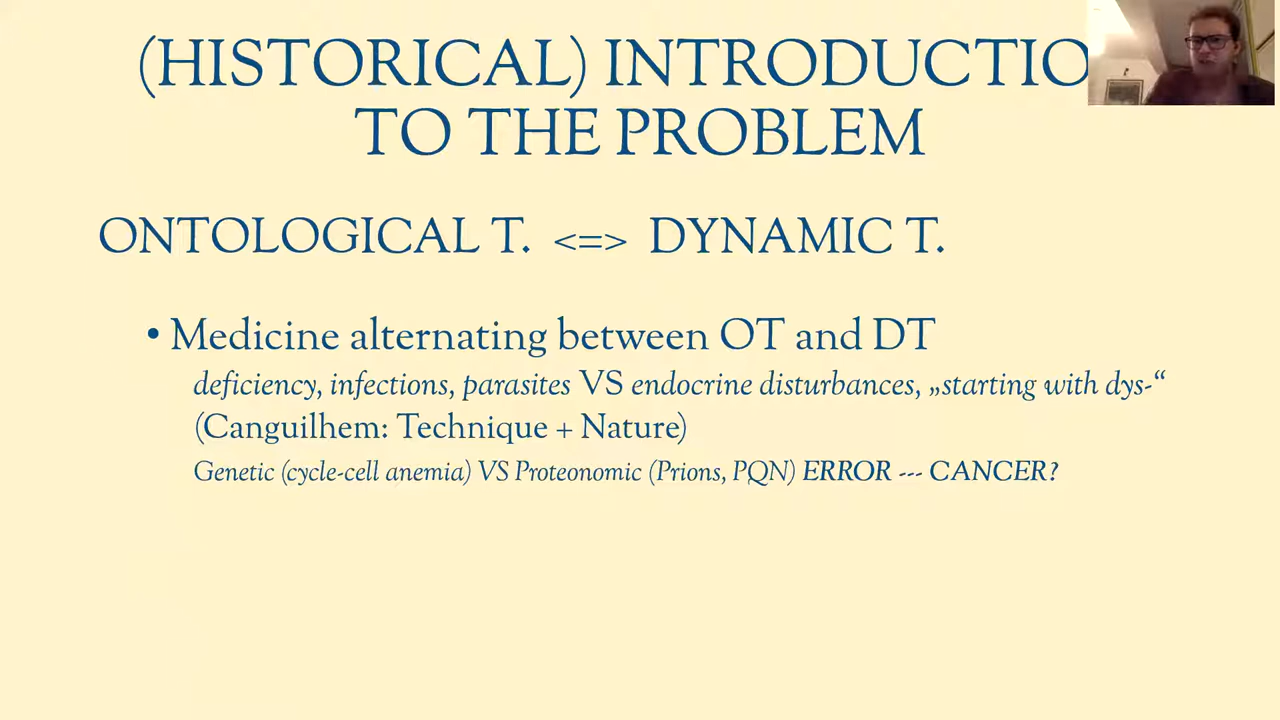 (HISTORICAL) INTRODUCTIO
TO THE PROBLEM
ONTOLOGICAL T. <=> DYNAMIC T.
• Medicine alternating between OT and DT
deficiency, infections, parasites VS endocrine disturbances, „starting with dys-“
(Canguilhem: Technique + Nature)
Genetic (cycle-cell anemia) VS Proteonomic (Prions, PQN) ERROR --- CANCER?